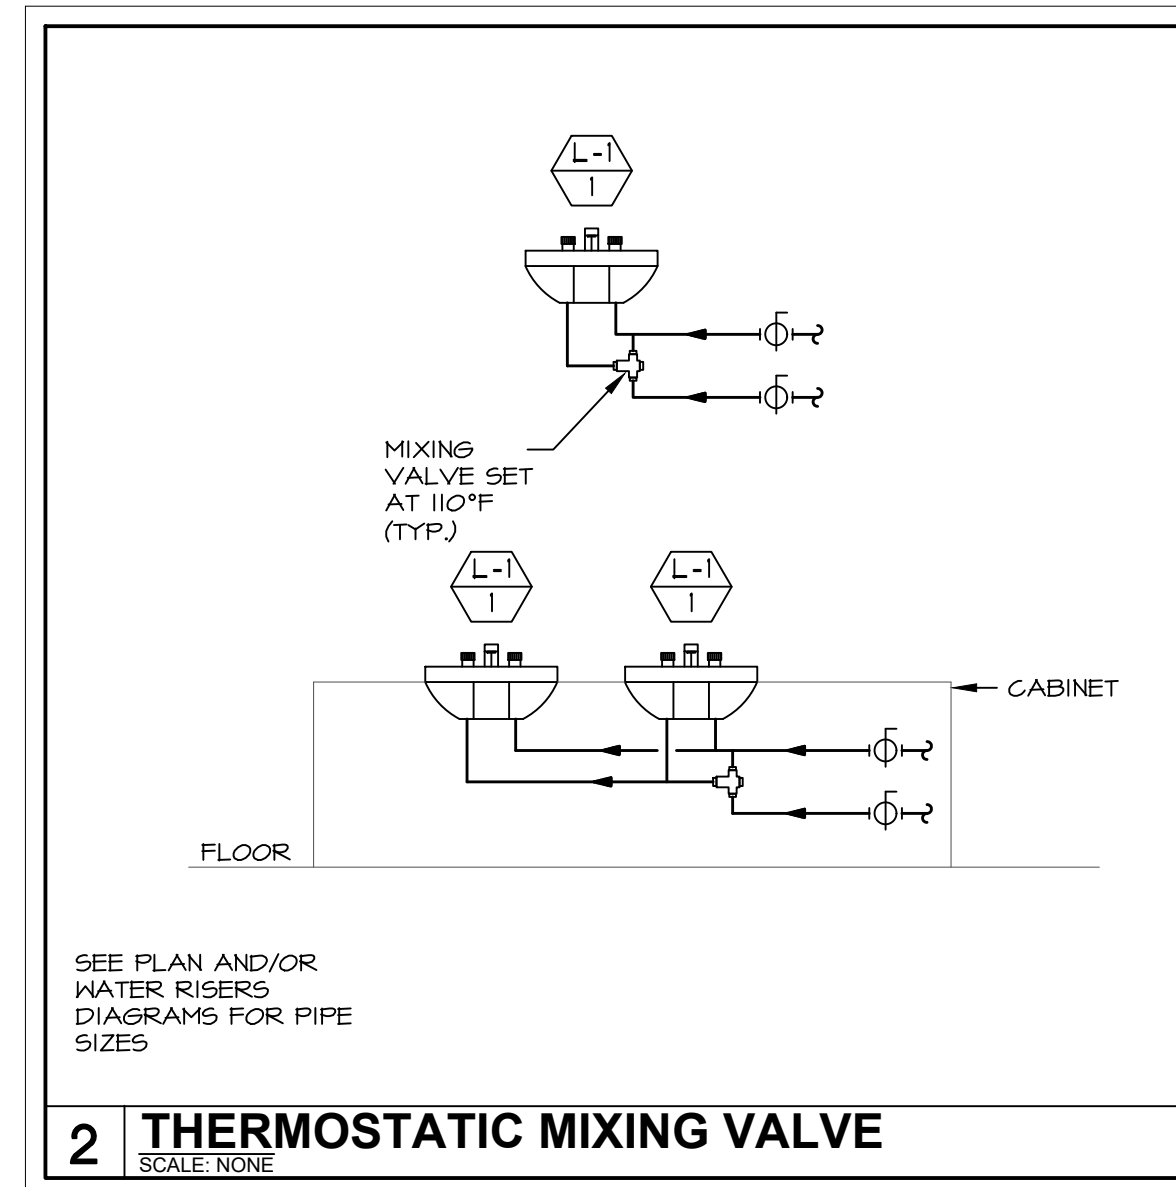 L-1
1
MIXING
VALVE SET
AT 110°F
(TYP.)
L-1
1
L-1
1
CABINET
FLOOR
SEE PLAN AND/OR
WATER RISERS
DIAGRAMS FOR PIPE
SIZES
2
THERMOSTATIC MIXING VALVE
SCALE: NONE